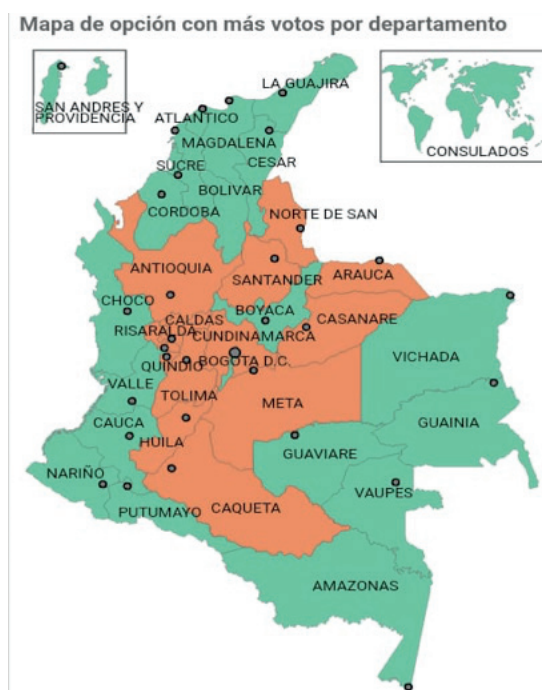 Mapa de opción con más votos por departamento
LA GUAJIRA
SAN ANDRES Y
PROVIDENCIA
ATLANTICO
MAGDALENA
CONSULADOS
SUCRE
CESAR
BOLIVAR
CORDOBA
NORTE DE SAN
ANTIOQUIA
SANTANDER
ARAUCA
CHOCO
BOYACA
CALDAS
CASANARE
RISARALDA
CUNDINAMARCA
QUINDIO
BOGOTA D.C.
VICHADA
VALLE
TOLIMA
META
CAUCA
GUAINIA
HUILA
GUAVIARE
NARIÑO
VAUPES
CAQUETA
PUTUMAYO
AMAZONAS